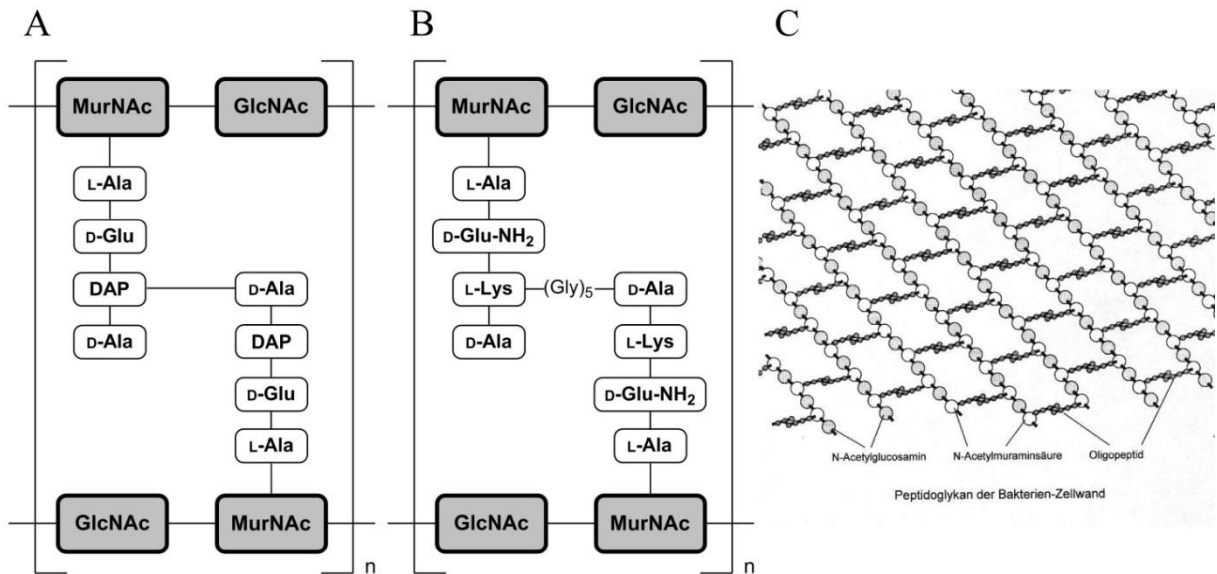 A
MurNAc GlcNAc
L-Ala
D-Glu
DAP D-Ala
D-Ala DAP
D-Glu
L-Ala
GlcNAc MurNAc
n
B
MurNAc GlcNAc
L-Ala
D-Glu-NH₂
L-Lys (Gly)₅ D-Ala
D-Ala L-Lys
D-Glu-NH₂
L-Ala
GlcNAc MurNAc
n
C
N-Acetylglucosamin N-Acetylmuraminsäure Oligopeptid
Peptidoglykan der Bakterien-Zellwand